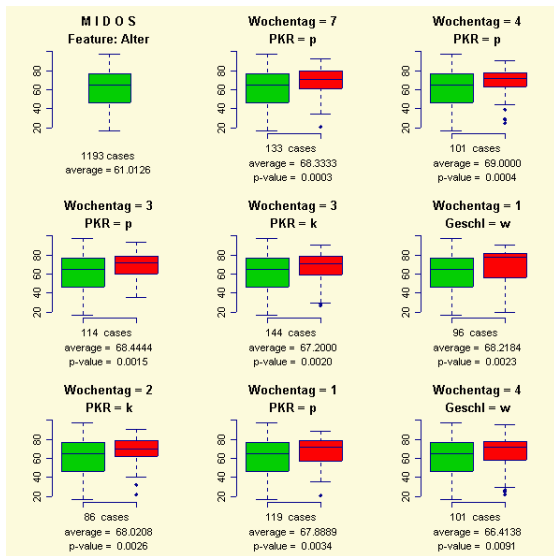 M I D O S
Feature: Alter
80
60
40
20
1193 cases
average = 61.0126
Wochentag = 7
PKR = p
80
60
40
20
133 cases
average = 68.3333
p-value = 0.0003
Wochentag = 4
PKR = p
80
60
40
20
101 cases
average = 69.0000
p-value = 0.0004
Wochentag = 3
PKR = p
80
60
40
20
114 cases
average = 68.4444
p-value = 0.0015
Wochentag = 3
PKR = k
80
60
40
20
144 cases
average = 67.2000
p-value = 0.0020
Wochentag = 1
Geschl = w
80
60
40
20
96 cases
average = 68.2184
p-value = 0.0023
Wochentag = 2
PKR = k
80
60
40
20
86 cases
average = 68.0208
p-value = 0.0026
Wochentag = 1
PKR = p
80
60
40
20
119 cases
average = 67.8889
p-value = 0.0034
Wochentag = 4
Geschl = w
80
60
40
20
101 cases
average = 66.4138
p-value = 0.0091